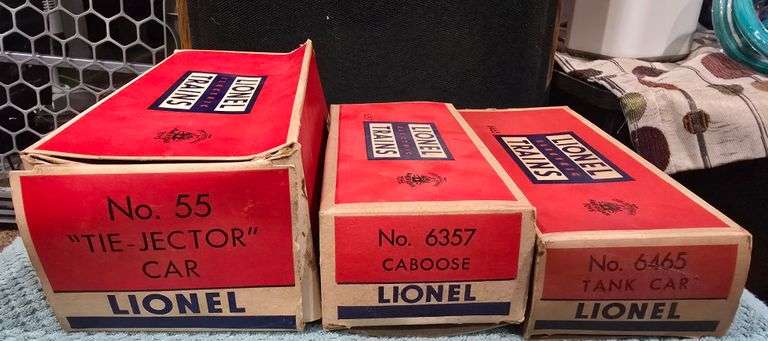 LIONEL
TRAINS
No. 55
"TIE-JECTOR"
CAR
LIONEL
LIONEL
TRAINS
No. 6357
CABOOSE
LIONEL
LIONEL
TRAINS
No. 6465
TANK CAR
LIONEL